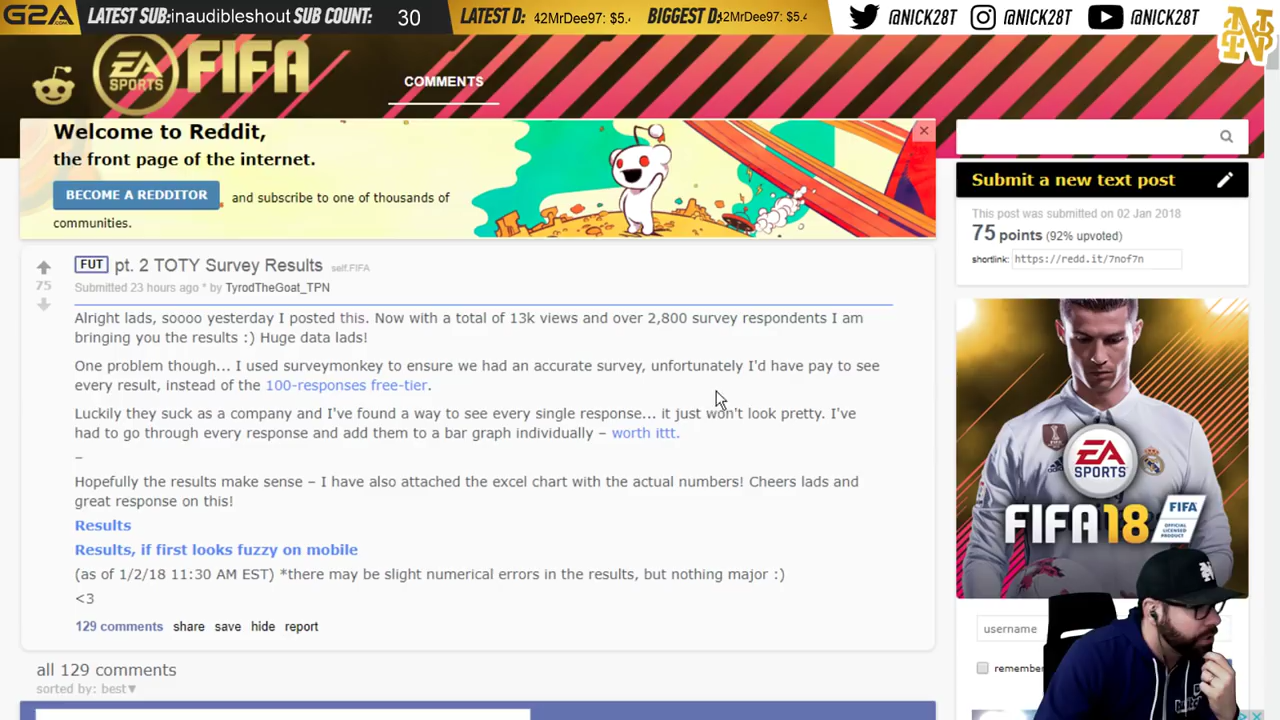 G2A .COM LATEST SUB: inaudibleshout SUB COUNT: 30 LATEST D: 42MrDee97: $5.4 BIGGEST D: 42MrDee97: $5.4 @NICK28T @NICK28T @NICK28T
EA SPORTS FIFA COMMENTS
Welcome to Reddit,
the front page of the internet.
BECOME A REDDITOR and subscribe to one of thousands of
communities.
Submit a new text post
This post was submitted on 02 Jan 2018
75 points (92% upvoted)
shortlink: https://redd.it/7nof7n
FUT pt. 2 TOTY Survey Results self.FIFA
75
Submitted 23 hours ago * by TyrodTheGoat_TPN
Alright lads, soooo yesterday I posted this. Now with a total of 13k views and over 2,800 survey respondents I am
bringing you the results :) Huge data lads!
One problem though... I used surveymonkey to ensure we had an accurate survey, unfortunately I'd have pay to see
every result, instead of the 100-responses free-tier.
Luckily they suck as a company and I've found a way to see every single response... it just won't look pretty. I've
had to go through every response and add them to a bar graph individually – worth ittt.
–
Hopefully the results make sense – I have also attached the excel chart with the actual numbers! Cheers lads and
great response on this!
Results
Results, if first looks fuzzy on mobile
(as of 1/2/18 11:30 AM EST) *there may be slight numerical errors in the results, but nothing major :)
<3
129 comments share save hide report
all 129 comments
sorted by: best▼
EA SPORTS
FIFA 18
FIFA
OFFICIAL LICENSED PRODUCT
username
remember